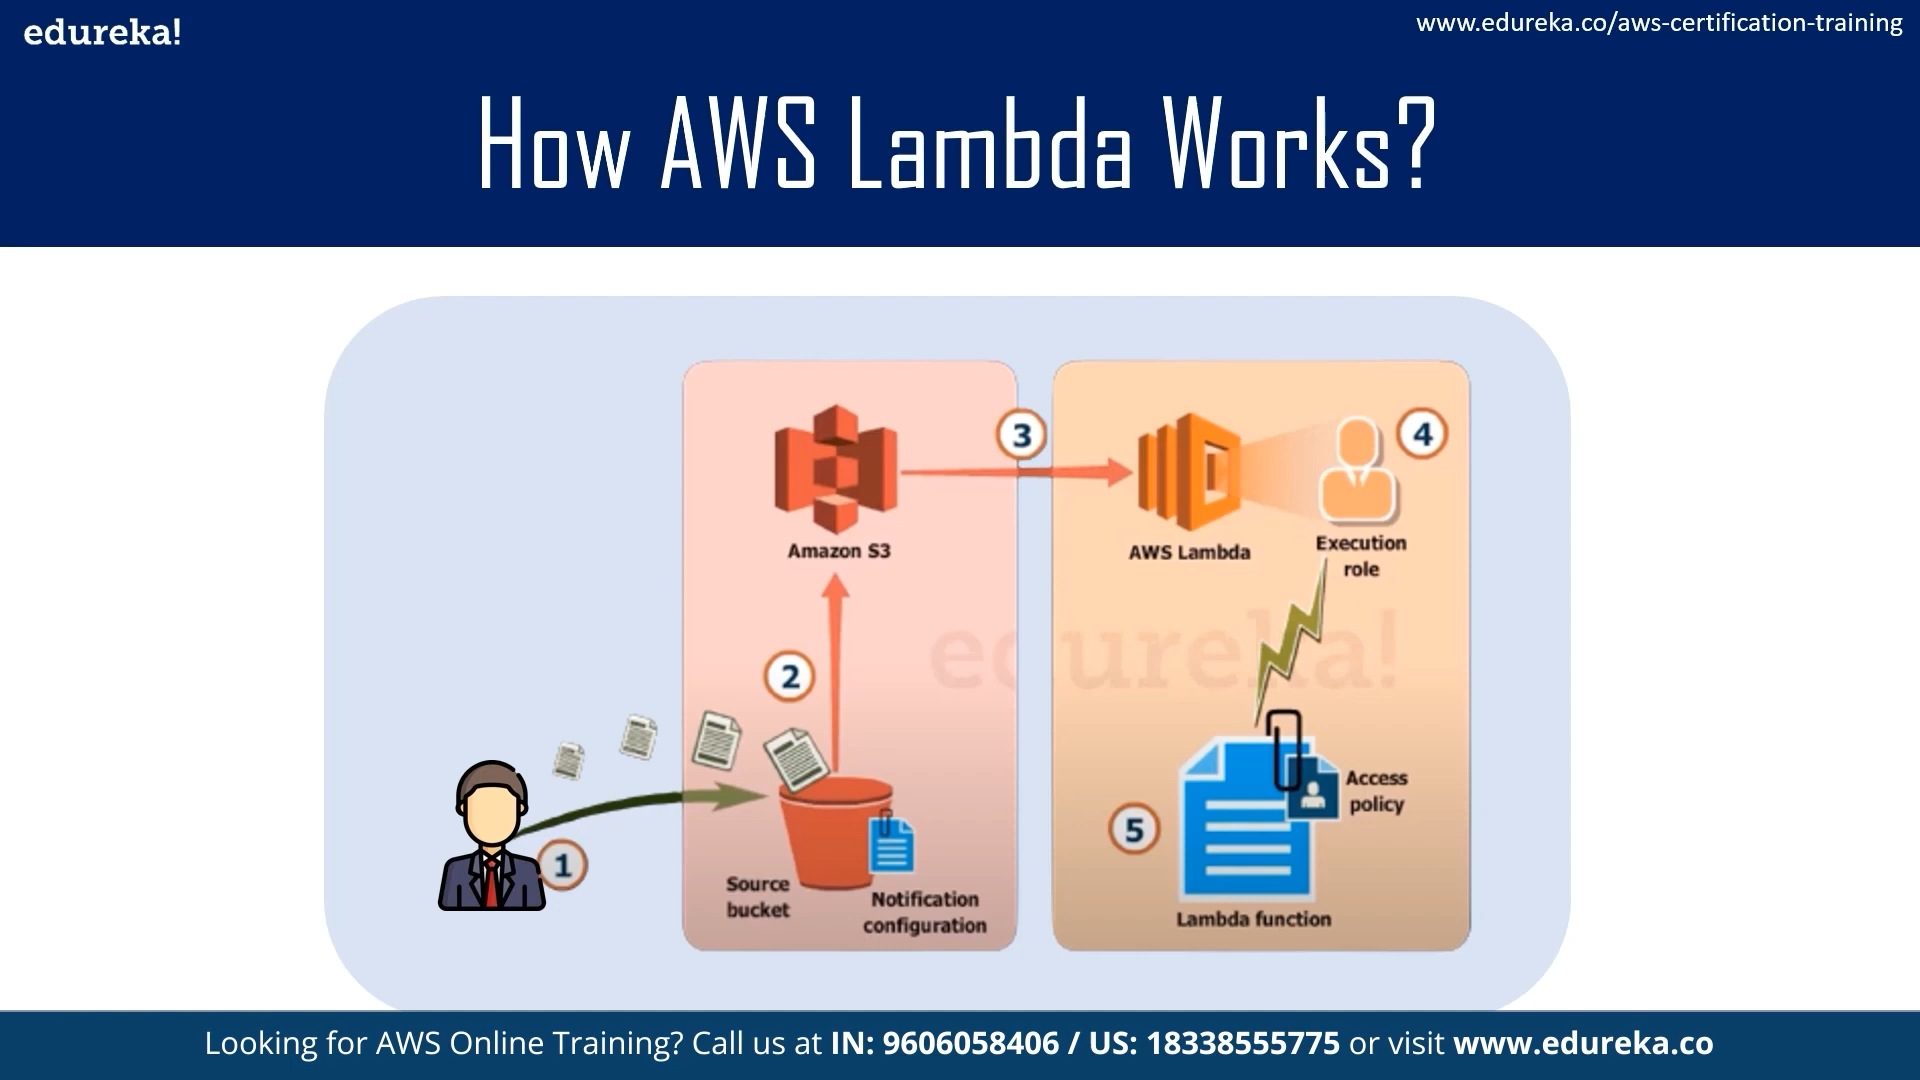 edureka!
www.edureka.co/aws-certification-training
How AWS Lambda Works?
3
4
Amazon S3
AWS Lambda
Execution
role
edureka!
2
Access
policy
5
1
Source
bucket
Notification
configuration
Lambda function
Looking for AWS Online Training? Call us at IN: 9606058406 / US: 18338555775 or visit www.edureka.co